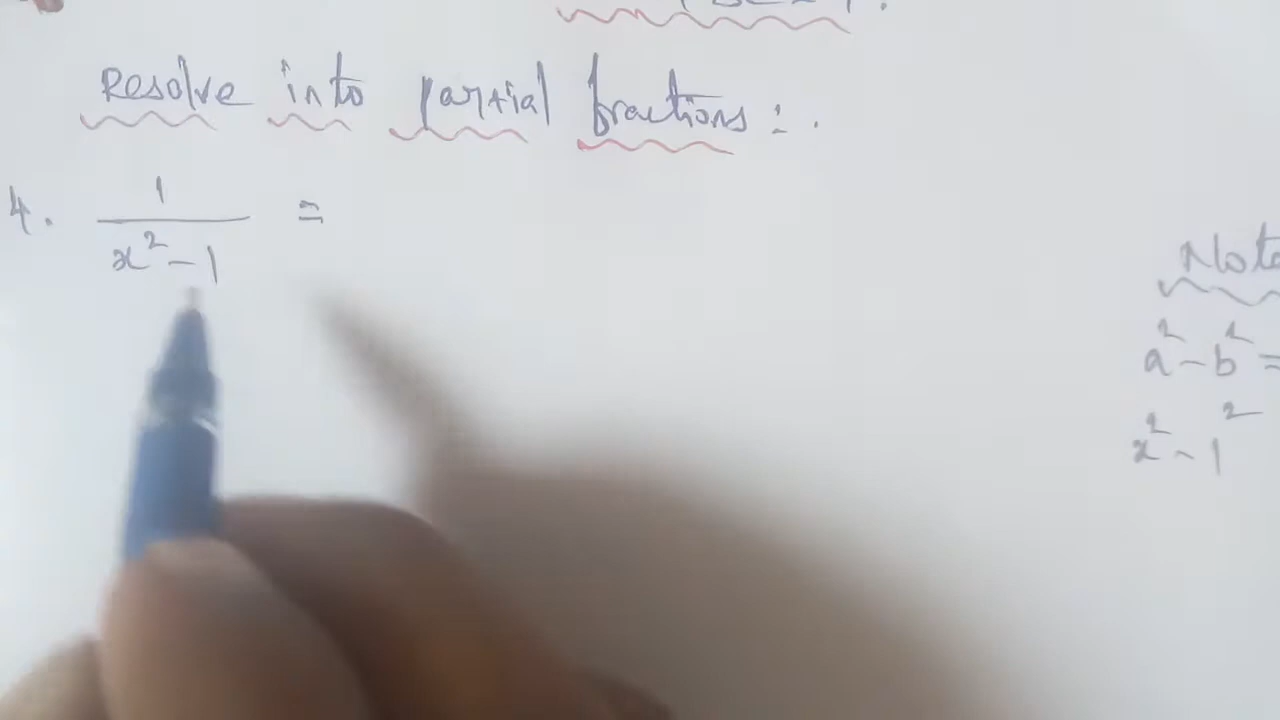 Resolve into partial fractions :.
4. 1
x² - 1 =
Note
a² - b² =
x² - 1²